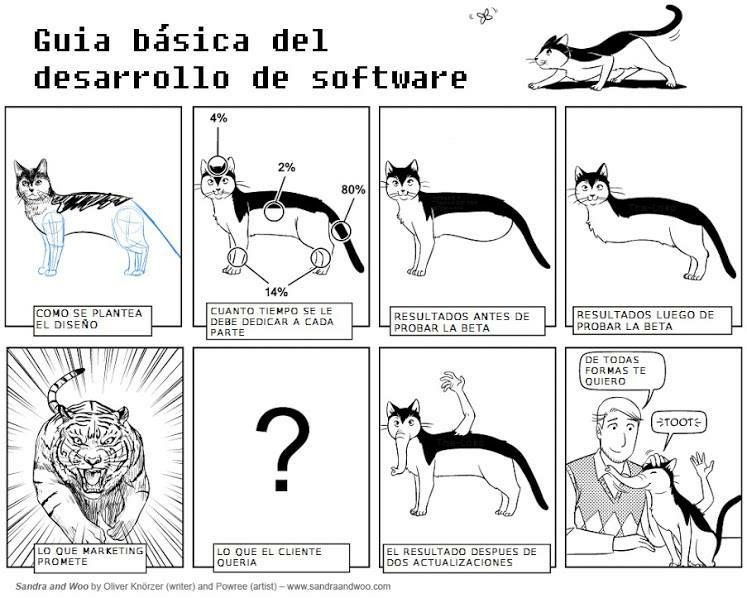 Guia básica del
desarrollo de software
4%
2%
80%
14%
COMO SE PLANTEA
EL DISEÑO
CUANTO TIEMPO SE LE
DEBE DEDICAR A CADA
PARTE
RESULTADOS ANTES DE
PROBAR LA BETA
RESULTADOS LUEGO DE
PROBAR LA BETA
LO QUE MARKETING
PROMETE
?
LO QUE EL CLIENTE
QUERIA
EL RESULTADO DESPUES DE
DOS ACTUALIZACIONES
DE TODAS
FORMAS TE
QUIERO
TOOT
Sandra and Woo by Oliver Knörzer (writer) and Powree (artist) – www.sandraandwoo.com